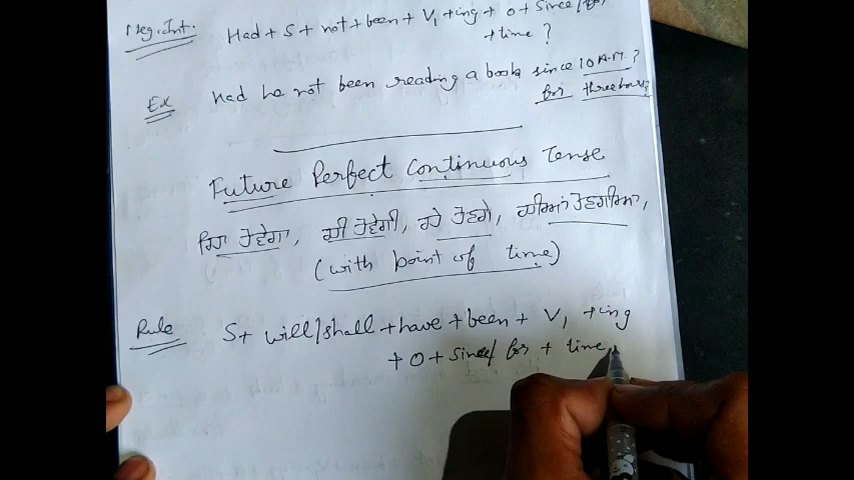 Neg. Int. Had + S + not + been + V1 + ing + O + Since/for
+ time ?
Ex Had he not been reading a book since 10 A.M.?
for three hours?
Future Perfect Continuous Tense
ਰਿਹਾ ਹੋਵੇਗਾ, ਰਹੀ ਹੋਵੇਗੀ, ਰਹੇ ਹੋਣਗੇ, ਰਹੀਆਂ ਹੋਣਗੀਆਂ,
(with point of time)
Rule S+ will/shall + have + been + V1 + ing
+ O + Since/ for + time